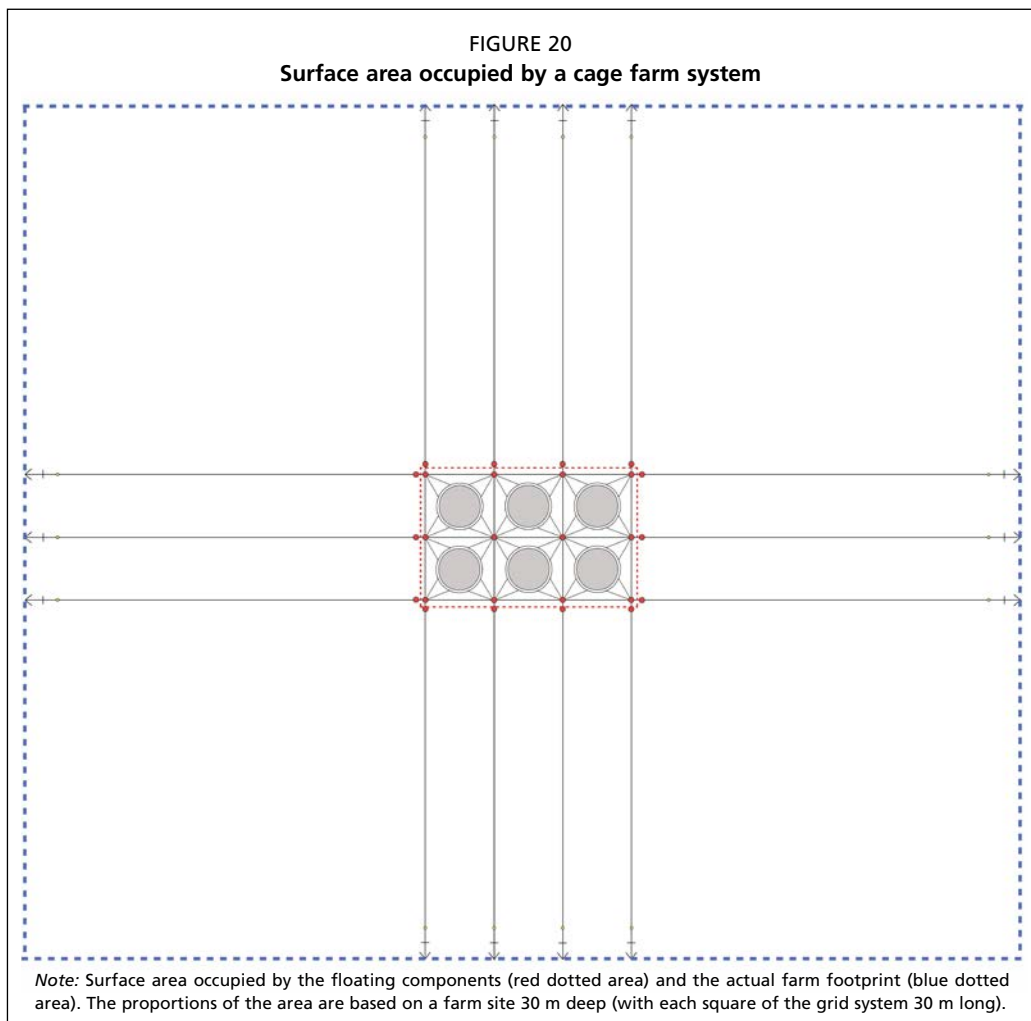 FIGURE 20
Surface area occupied by a cage farm system
Note: Surface area occupied by the floating components (red dotted area) and the actual farm footprint (blue dotted
area). The proportions of the area are based on a farm site 30 m deep (with each square of the grid system 30 m long).